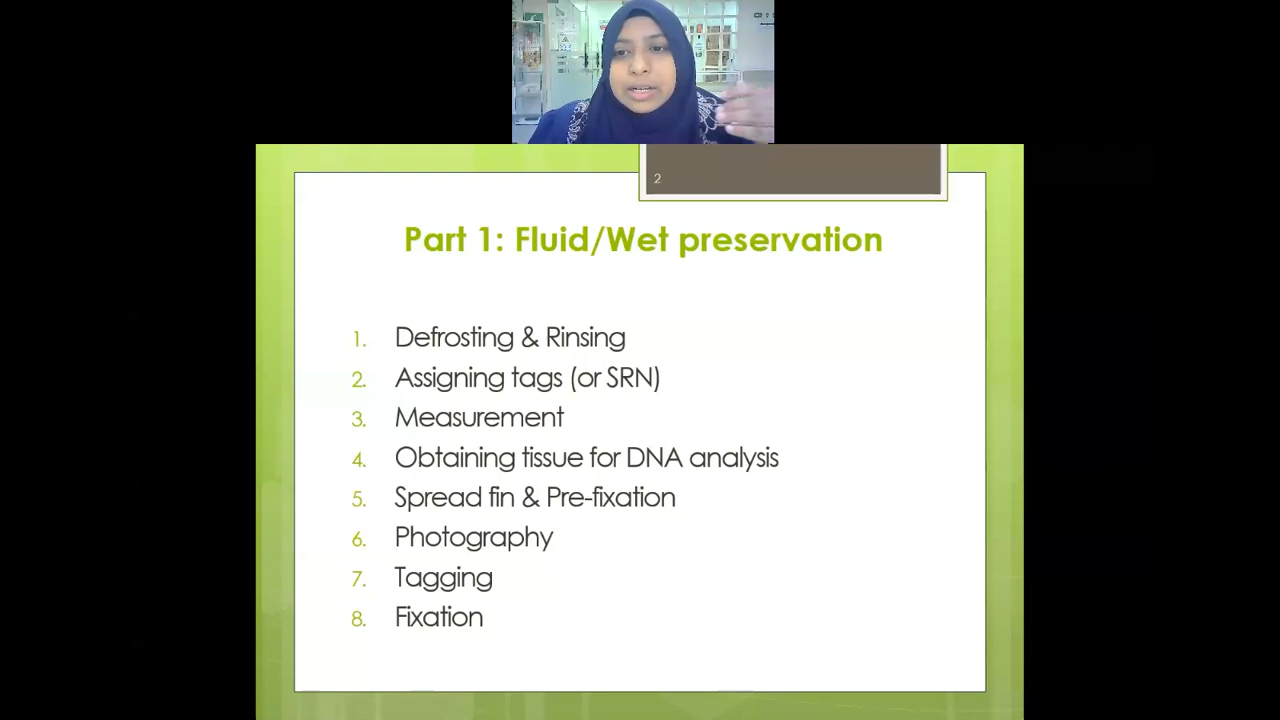 2
Part 1: Fluid/Wet preservation
1. Defrosting & Rinsing
2. Assigning tags (or SRN)
3. Measurement
4. Obtaining tissue for DNA analysis
5. Spread fin & Pre-fixation
6. Photography
7. Tagging
8. Fixation